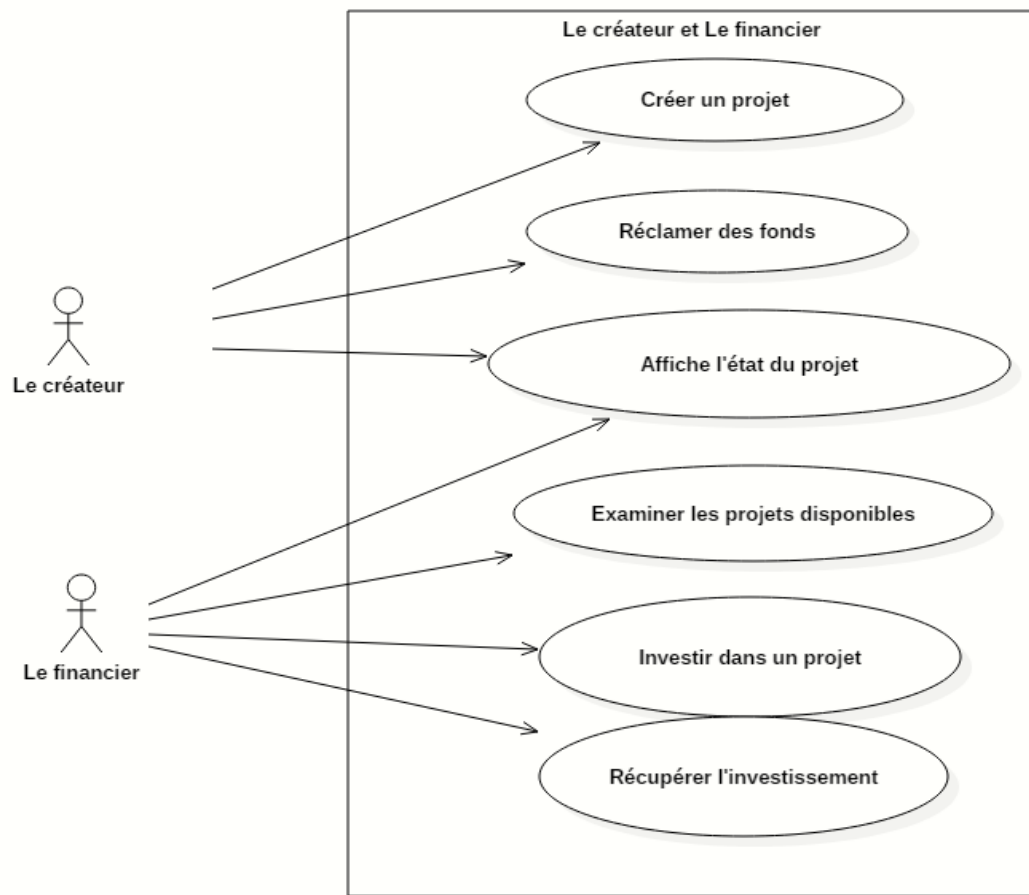 Le créateur et Le financier
Créer un projet
Réclamer des fonds
Affiche l'état du projet
Le créateur
Examiner les projets disponibles
Investir dans un projet
Le financier
Récupérer l'investissement